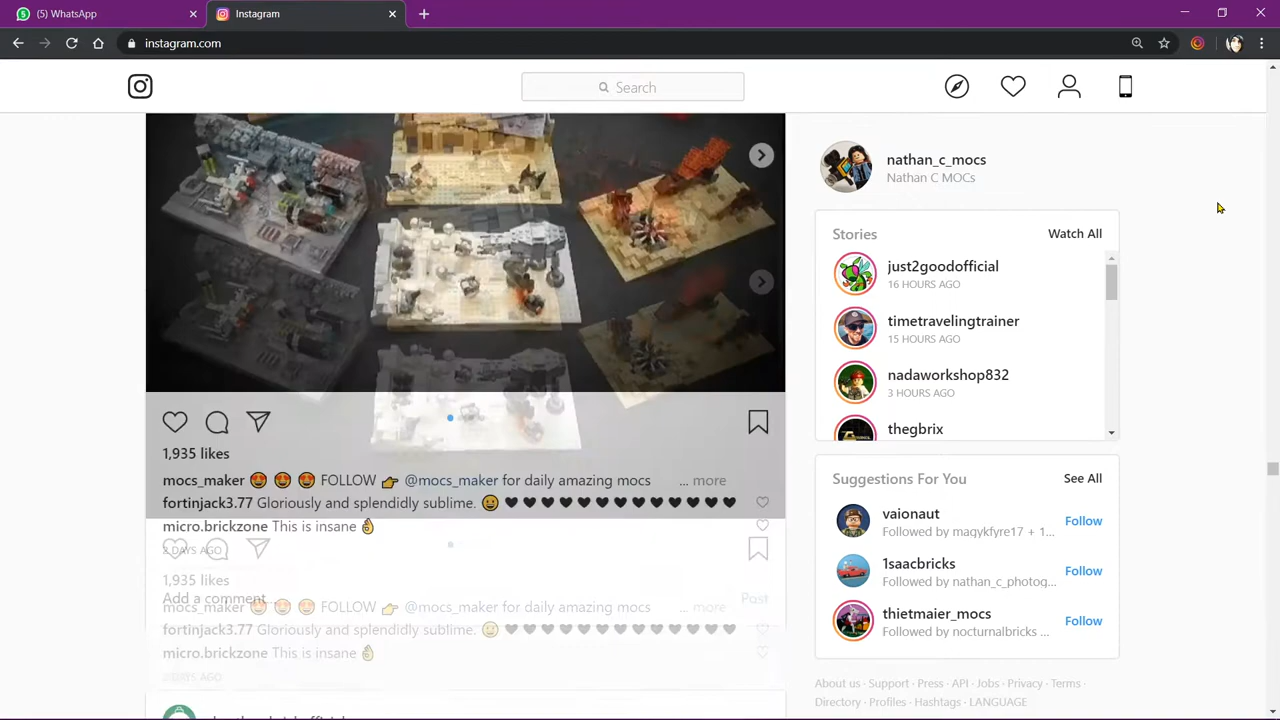 (5) WhatsApp
Instagram
instagram.com
Search
nathan_c_mocs
Nathan C MOCs
Stories Watch All
just2goodofficial
16 HOURS AGO
timetravelingtrainer
15 HOURS AGO
nadaworkshop832
3 HOURS AGO
thegbrix
1,935 likes
mocs_maker 😍 😍 😍 FOLLOW 👉 @mocs_maker for daily amazing mocs ... more
fortinjack3.77 Gloriously and splendidly sublime. 😀 ♥ ♥ ♥ ♥ ♥ ♥ ♥ ♥ ♥ ♥ ♥ ♥ ♥
micro.brickzone This is insane 👌
2 DAYS AGO
1,935 likes
Add a comment... Post
mocs_maker 😍 😍 😍 FOLLOW 👉 @mocs_maker for daily amazing mocs ... more
fortinjack3.77 Gloriously and splendidly sublime. 😀 ♥ ♥ ♥ ♥ ♥ ♥ ♥ ♥ ♥ ♥ ♥ ♥ ♥
micro.brickzone This is insane 👌
2 DAYS AGO
Suggestions For You See All
vaionaut
Followed by magykfyre17 + 1... Follow
1saacbricks
Followed by nathan_c_photog... Follow
thietmaier_mocs
Followed by nocturnalbricks ... Follow
About us · Support · Press · API · Jobs · Privacy · Terms ·
Directory · Profiles · Hashtags · LANGUAGE